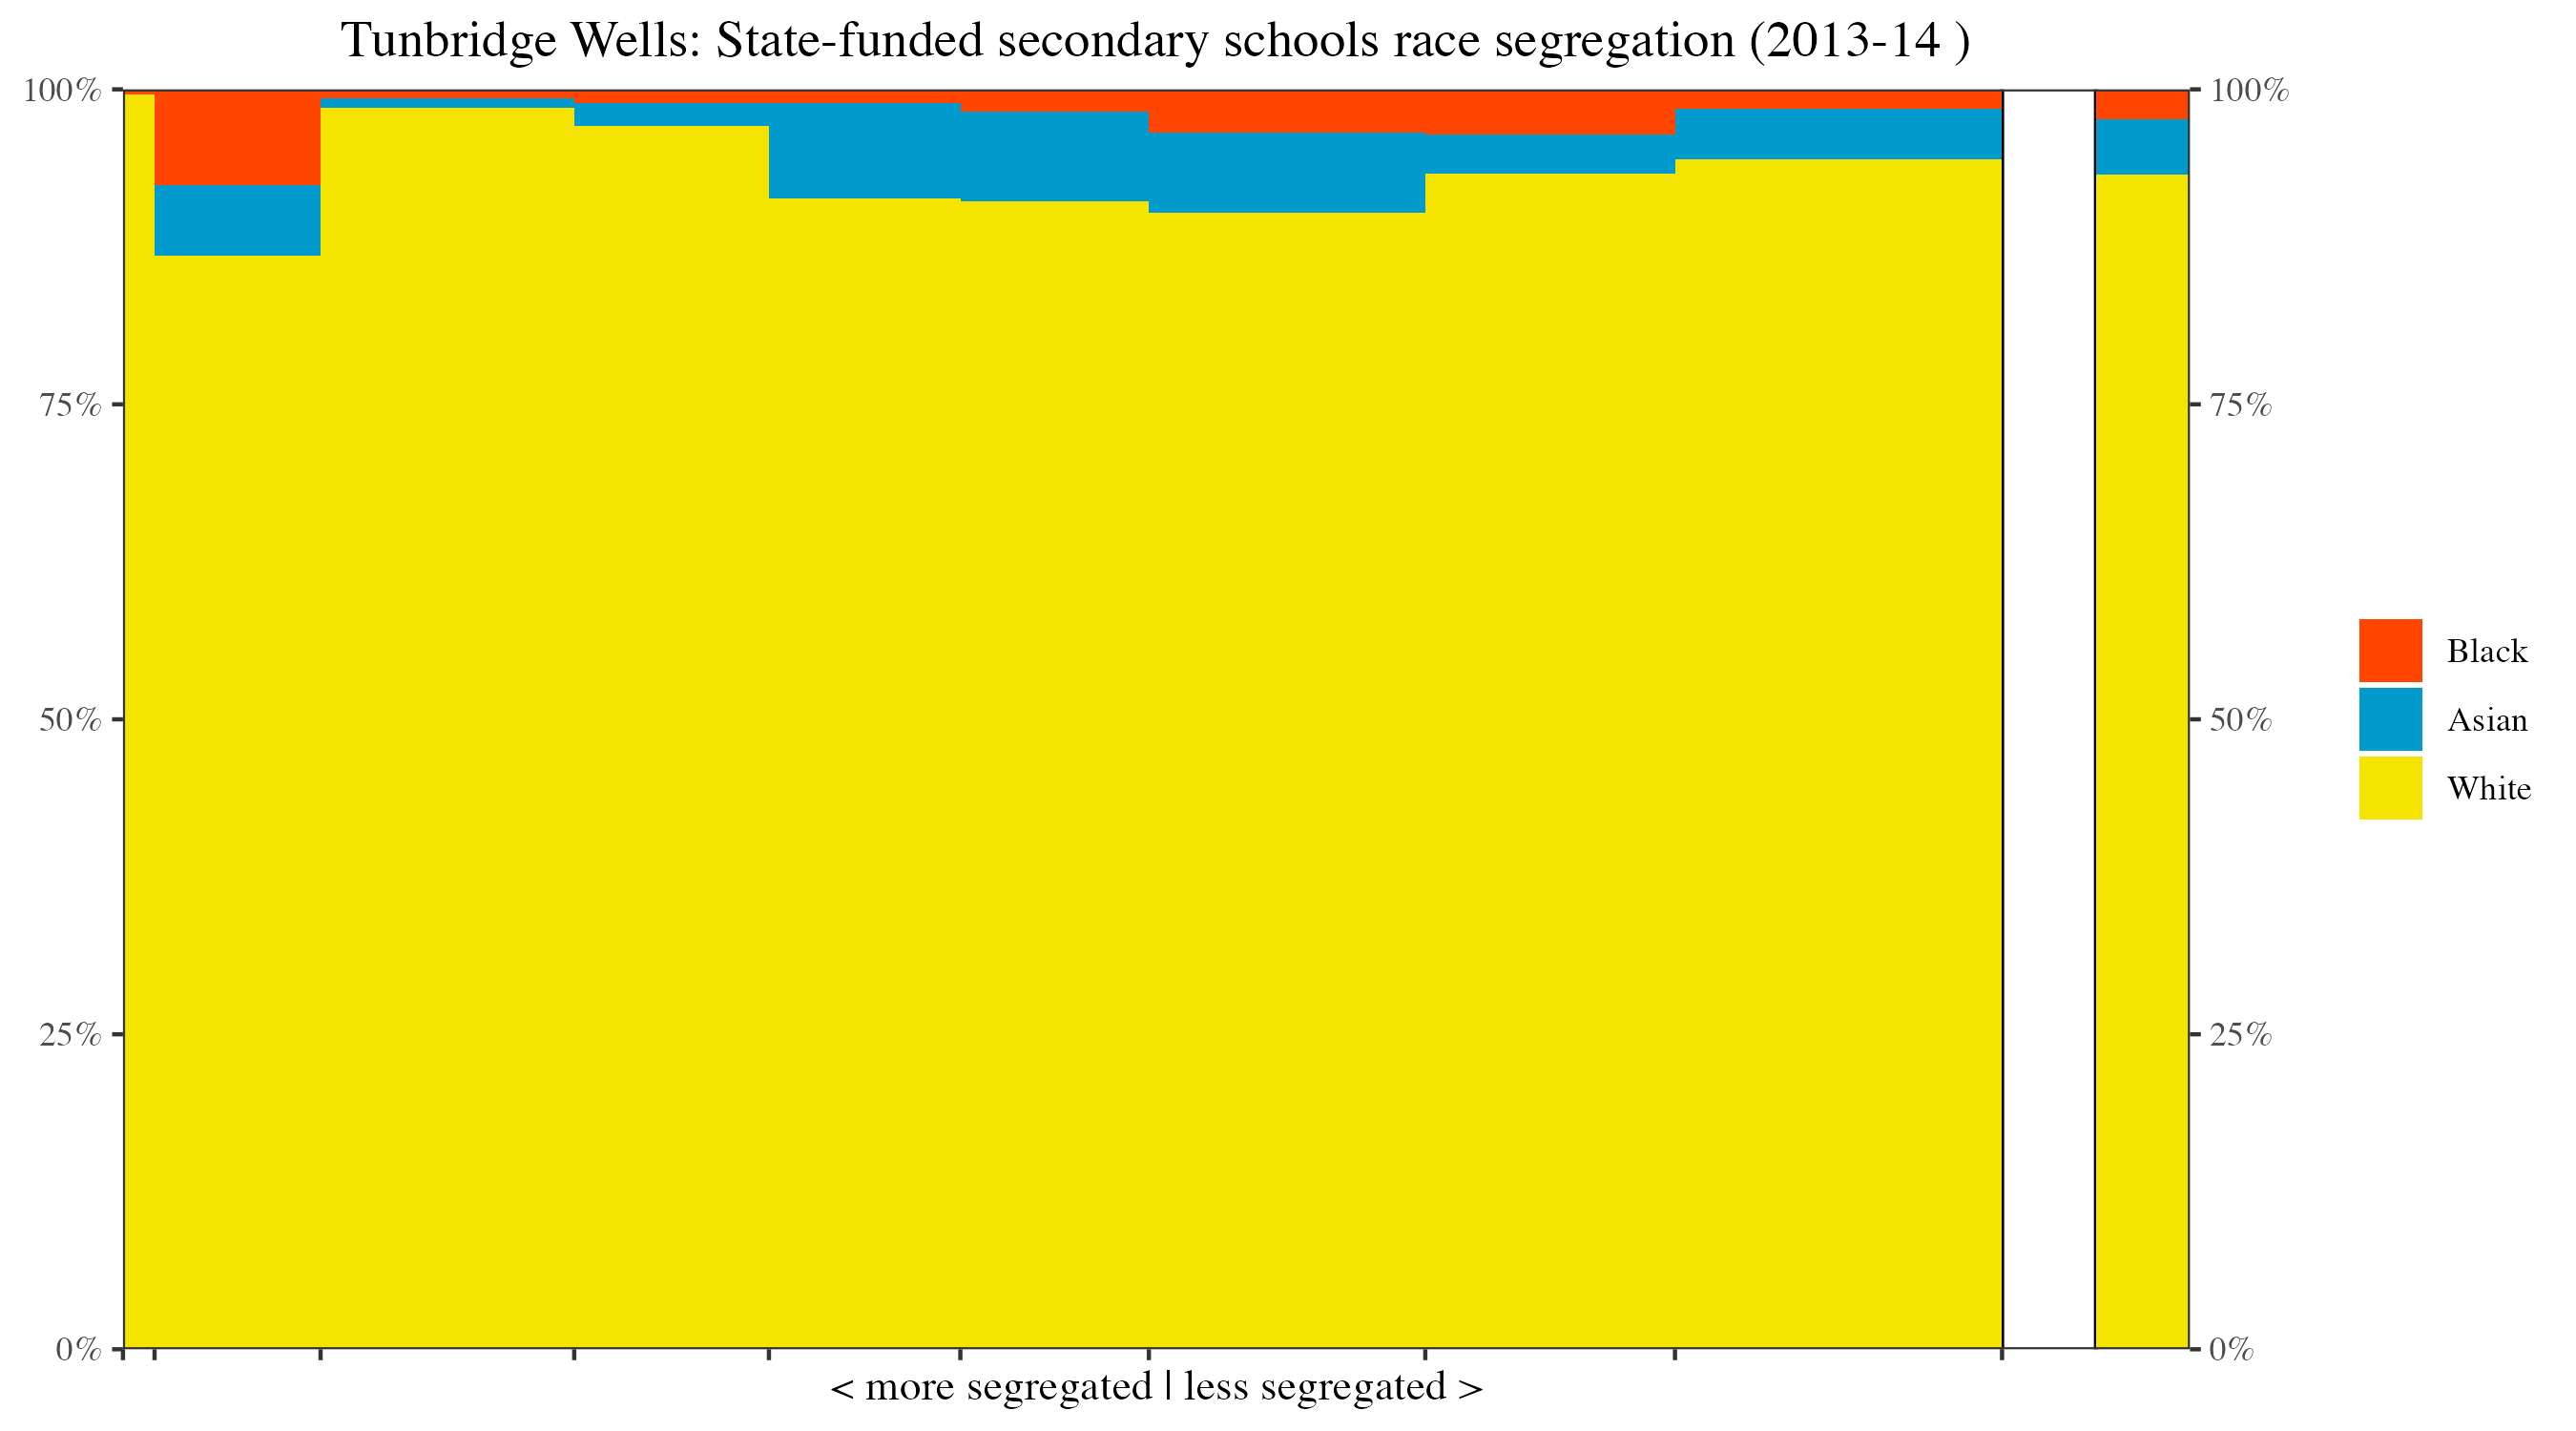 Tunbridge Wells: State-funded secondary schools race segregation (2013-14 )
100%
75%
50%
25%
0%
100%
75%
50%
25%
0%
Black
Asian
White
< more segregated | less segregated >